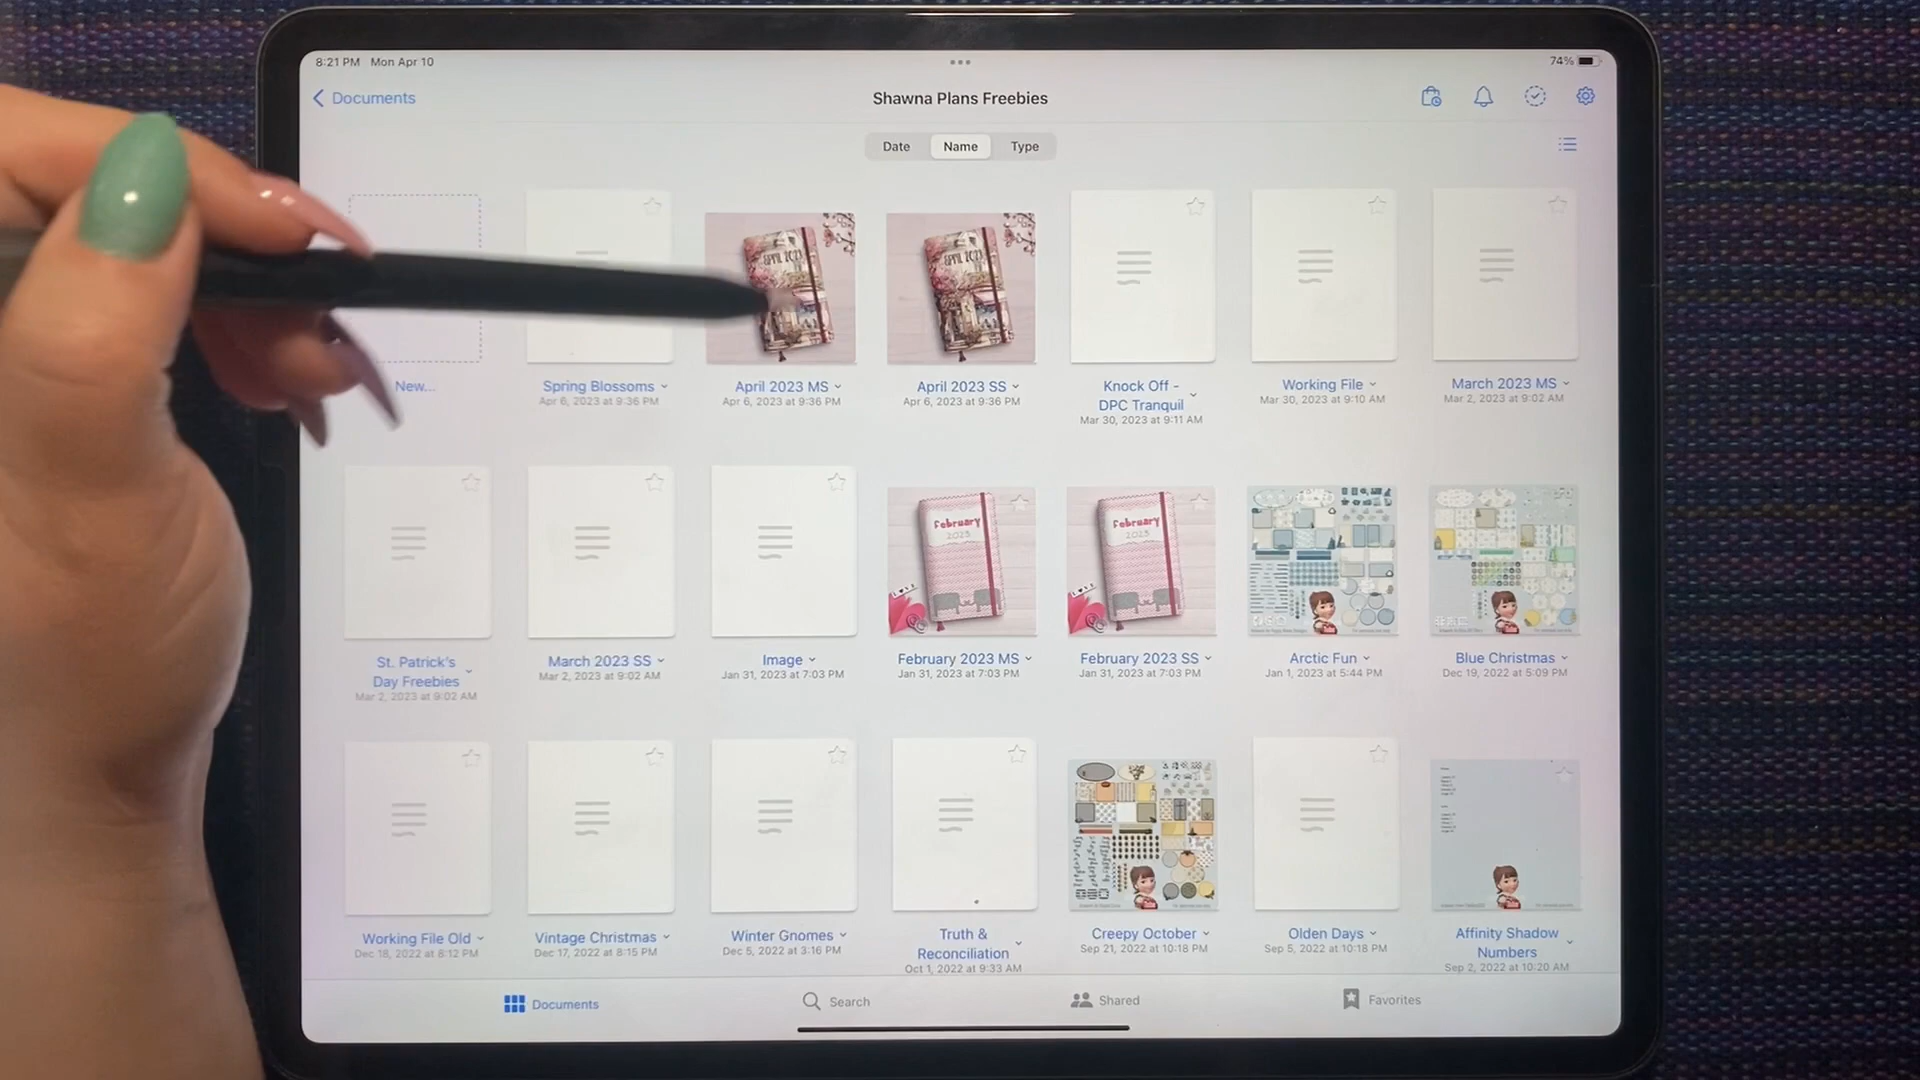 8:21 PM Mon Apr 10
74%
Documents
Shawna Plans Freebies
Date
Name
Type
New...
Spring Blossoms
Apr 6, 2023 at 9:36 PM
April 2023 MS
Apr 6, 2023 at 9:36 PM
April 2023 SS
Apr 6, 2023 at 9:36 PM
Knock Off -
DPC Tranquil
Mar 30, 2023 at 9:11 AM
Working File
Mar 30, 2023 at 9:10 AM
March 2023 MS
Mar 2, 2023 at 9:02 AM
APRIL 2023
APRIL 2023
February
2023
February
2023
St. Patrick's
Day Freebies
Mar 2, 2023 at 9:02 AM
March 2023 SS
Mar 2, 2023 at 9:02 AM
Image
Jan 31, 2023 at 7:03 PM
February 2023 MS
Jan 31, 2023 at 7:03 PM
February 2023 SS
Jan 31, 2023 at 7:03 PM
Arctic Fun
Jan 1, 2023 at 5:44 PM
Blue Christmas
Dec 19, 2022 at 5:09 PM
Working File Old
Dec 18, 2022 at 8:12 PM
Vintage Christmas
Dec 17, 2022 at 8:15 PM
Winter Gnomes
Dec 5, 2022 at 3:16 PM
Truth &
Reconciliation
Oct 1, 2022 at 9:33 AM
Creepy October
Sep 21, 2022 at 10:18 PM
Olden Days
Sep 5, 2022 at 10:18 PM
Affinity Shadow
Numbers
Sep 2, 2022 at 10:20 AM
Documents
Search
Shared
Favorites